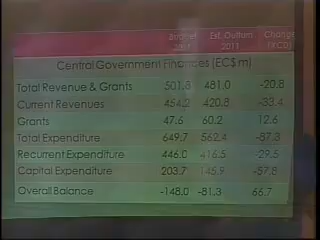 Budget Est. Outturn Change
2011 2011 (XCD)
Central Government Finances (EC$ m)
Total Revenue & Grants 501.8 481.0 -20.8
Current Revenues 454.2 420.8 -33.4
Grants 47.6 60.2 12.6
Total Expenditure 649.7 562.4 -87.3
Recurrent Expenditure 446.0 416.5 -29.5
Capital Expenditure 203.7 145.9 -57.8
Overall Balance -148.0 -81.3 66.7